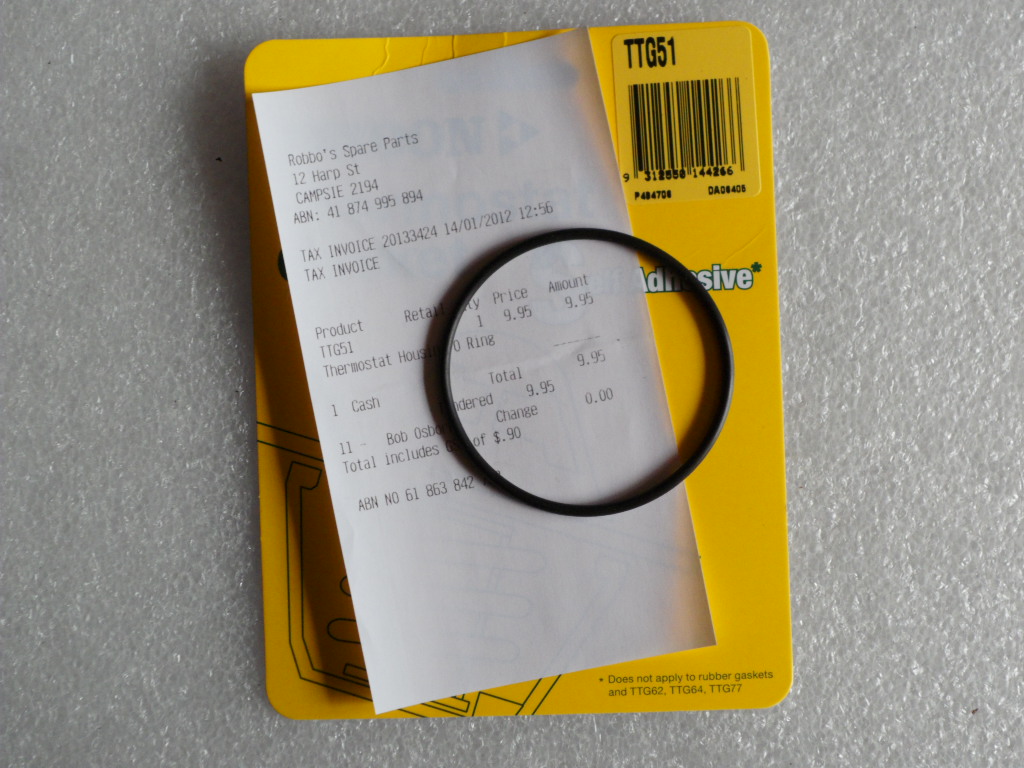 TTG51
9 312550 144266
P484706 DA06405
Adhesive*
Robbo's Spare Parts
12 Harp St
CAMPSIE 2194
ABN: 41 874 995 894
TAX INVOICE 20133424 14/01/2012 12:56
TAX INVOICE
Product Retail Price Amount
TTG51 1 9.95 9.95
Thermostat Housing O Ring
Total 9.95
1 Cash 9.95
Change 0.00
11 - Bob
Total includes of $.90
ABN NO 61 863 842
* Does not apply to rubber gaskets
and TTG62, TTG64, TTG77